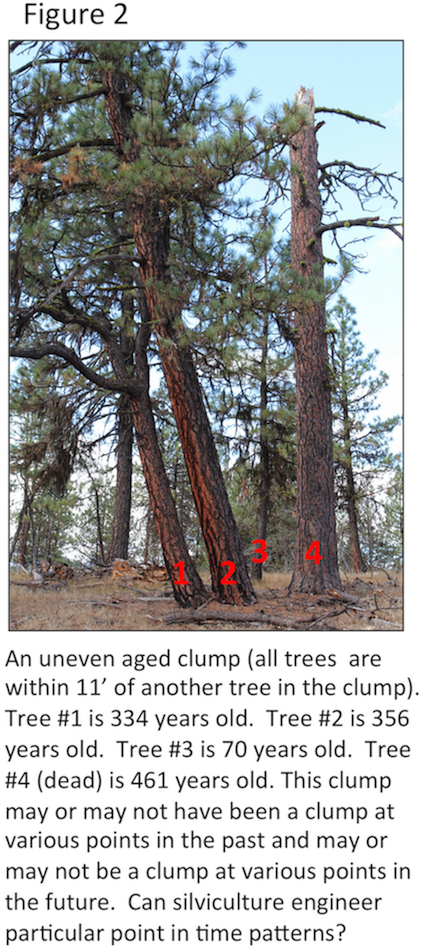 Figure 2
1
2
3
4
An uneven aged clump (all trees are
within 11’ of another tree in the clump).
Tree #1 is 334 years old. Tree #2 is 356
years old. Tree #3 is 70 years old. Tree
#4 (dead) is 461 years old. This clump
may or may not have been a clump at
various points in the past and may or
may not be a clump at various points in
the future. Can silviculture engineer
particular point in time patterns?